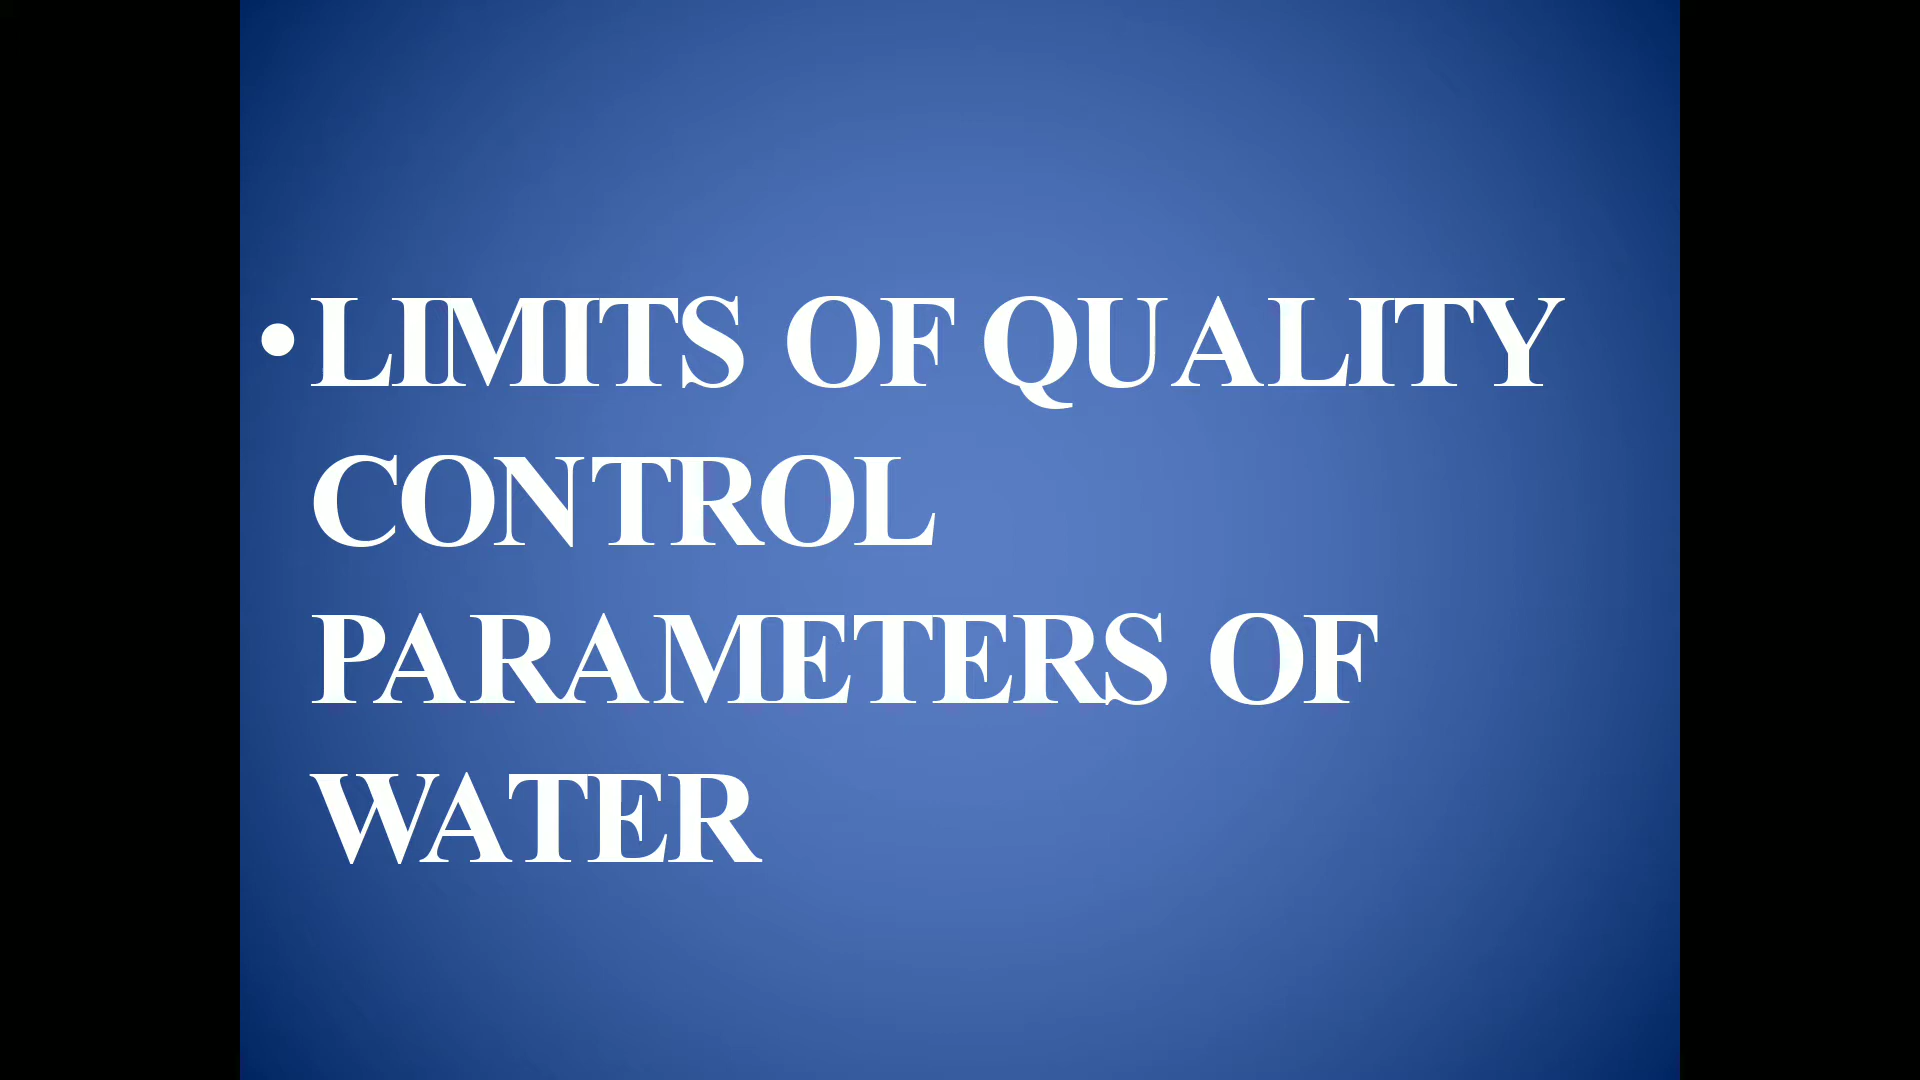 • LIMITS OF QUALITY
CONTROL
PARAMETERS OF
WATER